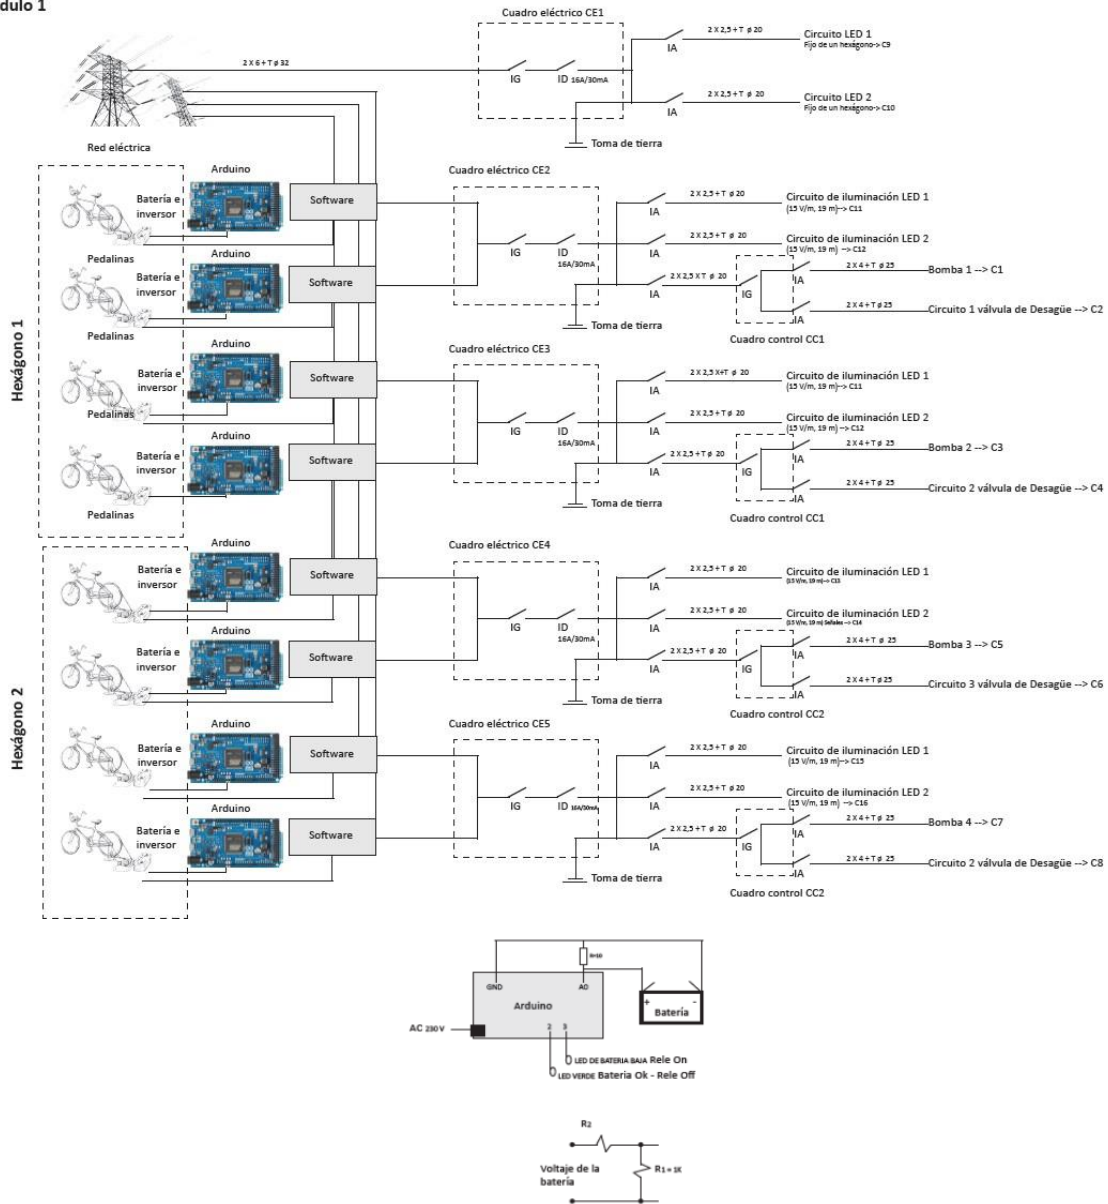 dulo 1
Cuadro eléctrico CE1
2 X 6 + T ø 32
IG
ID 16A/30mA
IA
2 X 2,5 + T ø 20
Circuito LED 1
Fijo de un hexágono-> C9
IA
2 X 2,5 + T ø 20
Circuito LED 2
Fijo de un hexágono-> C10
Toma de tierra
Red eléctrica
Hexágono 1
Arduino
Batería e
inversor
Software
Pedalinas
Arduino
Batería e
inversor
Software
Pedalinas
Arduino
Batería e
inversor
Software
Pedalinas
Arduino
Batería e
inversor
Software
Pedalinas
Cuadro eléctrico CE2
IG
ID
16A/30mA
IA
2 X 2,5 + T ø 20
Circuito de iluminación LED 1
(15 V/m, 19 m)--> C11
IA
2 X 2,5 + T ø 20
Circuito de iluminación LED 2
(15 V/m, 19 m) --> C12
IA
2 X 2,5 X T ø 20
IG
IA
2 X 4 + T ø 25
Bomba 1 --> C1
IA
2 X 4 + T ø 25
Circuito 1 válvula de Desagüe --> C2
Toma de tierra
Cuadro control CC1
Cuadro eléctrico CE3
IG
ID
16A/30mA
IA
2 X 2,5 X+T ø 20
Circuito de iluminación LED 1
(15 V/m, 19 m)--> C11
IA
2 X 2,5 + T ø 20
Circuito de iluminación LED 2
(15 V/m, 19 m) --> C12
IA
2 X 2,5 + T ø 20
IG
IA
2 X 4 + T ø 25
Bomba 2 --> C3
IA
2 X 4 + T ø 25
Circuito 2 válvula de Desagüe --> C4
Toma de tierra
Cuadro control CC1
Hexágono 2
Arduino
Batería e
inversor
Software
Arduino
Batería e
inversor
Software
Arduino
Batería e
inversor
Software
Arduino
Batería e
inversor
Software
Cuadro eléctrico CE4
IG
ID
16A/30mA
IA
2 X 2,5 + T ø 20
Circuito de iluminación LED 1
(15 V/m, 19 m)--> C13
IA
2 X 2,5 + T ø 20
Circuito de iluminación LED 2
(15 V/m, 19 m) Señales --> C14
IA
2 X 2,5 + T ø 20
IG
IA
2 X 4 + T ø 25
Bomba 3 --> C5
IA
2 X 4 + T ø 25
Circuito 3 válvula de Desagüe --> C6
Toma de tierra
Cuadro control CC2
Cuadro eléctrico CE5
IG
ID 16A/30mA
IA
2 X 2,5 + T ø 20
Circuito de iluminación LED 1
(15 V/m, 19 m)--> C15
IA
2 X 2,5 + T ø 20
Circuito de iluminación LED 2
(15 V/m, 19 m) --> C16
IA
2 X 2,5 + T ø 20
IG
IA
2 X 4 + T ø 25
Bomba 4 --> C7
IA
2 X 4 + T ø 25
Circuito 2 válvula de Desagüe --> C8
Toma de tierra
Cuadro control CC2
GND
A0
Arduino
+ -
Batería
AC 230 V
2 3
LED DE BATERIA BAJA Rele On
LED VERDE Bateria Ok - Rele Off
R2
Voltaje de la
batería
R1 = 1K